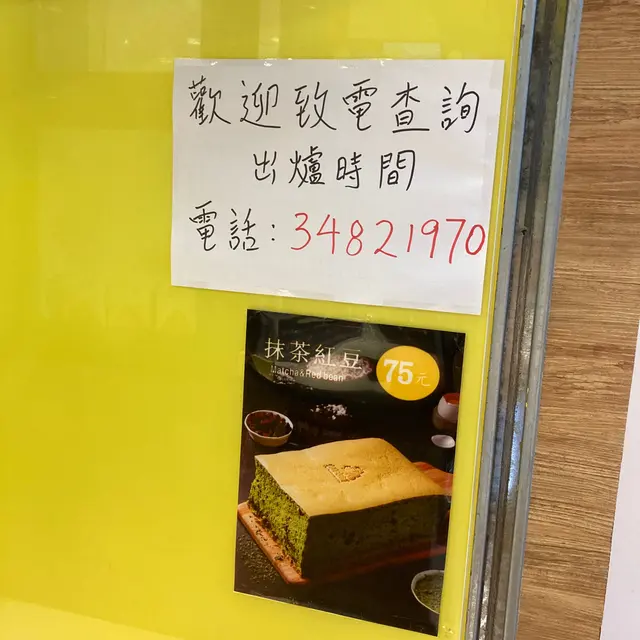 歡迎致電查詢
出爐時間
電話: 34821970
抹茶紅豆
Matcha&Red bean
75元